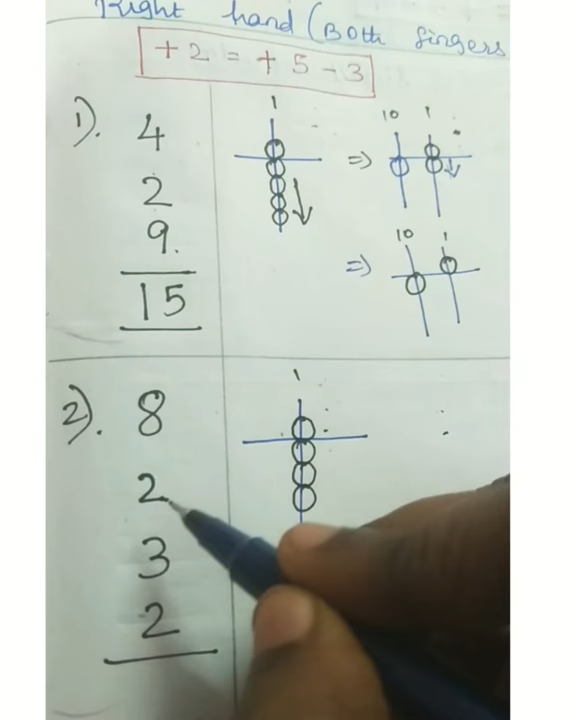 Right hand (Both fingers
+2 = +5 -3
1). 4
2
9.
15
1
⇒ 10 1
⇒ 10 1
2). 8
2
3
2
1